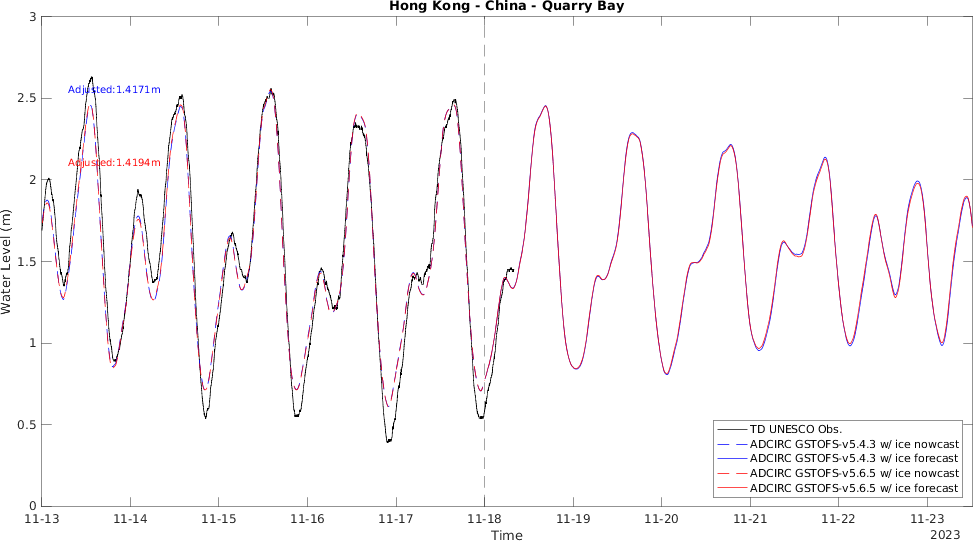 Hong Kong - China - Quarry Bay
3
2.5
2
1.5
1
0.5
0
Water Level (m)
Adjusted:1.4171m
Adjusted:1.4194m
TD UNESCO Obs.
ADCIRC GSTOFS-v5.4.3 w/ ice nowcast
ADCIRC GSTOFS-v5.4.3 w/ ice forecast
ADCIRC GSTOFS-v5.6.5 w/ ice nowcast
ADCIRC GSTOFS-v5.6.5 w/ ice forecast
11-13 11-14 11-15 11-16 11-17 11-18 11-19 11-20 11-21 11-22 11-23
Time
2023